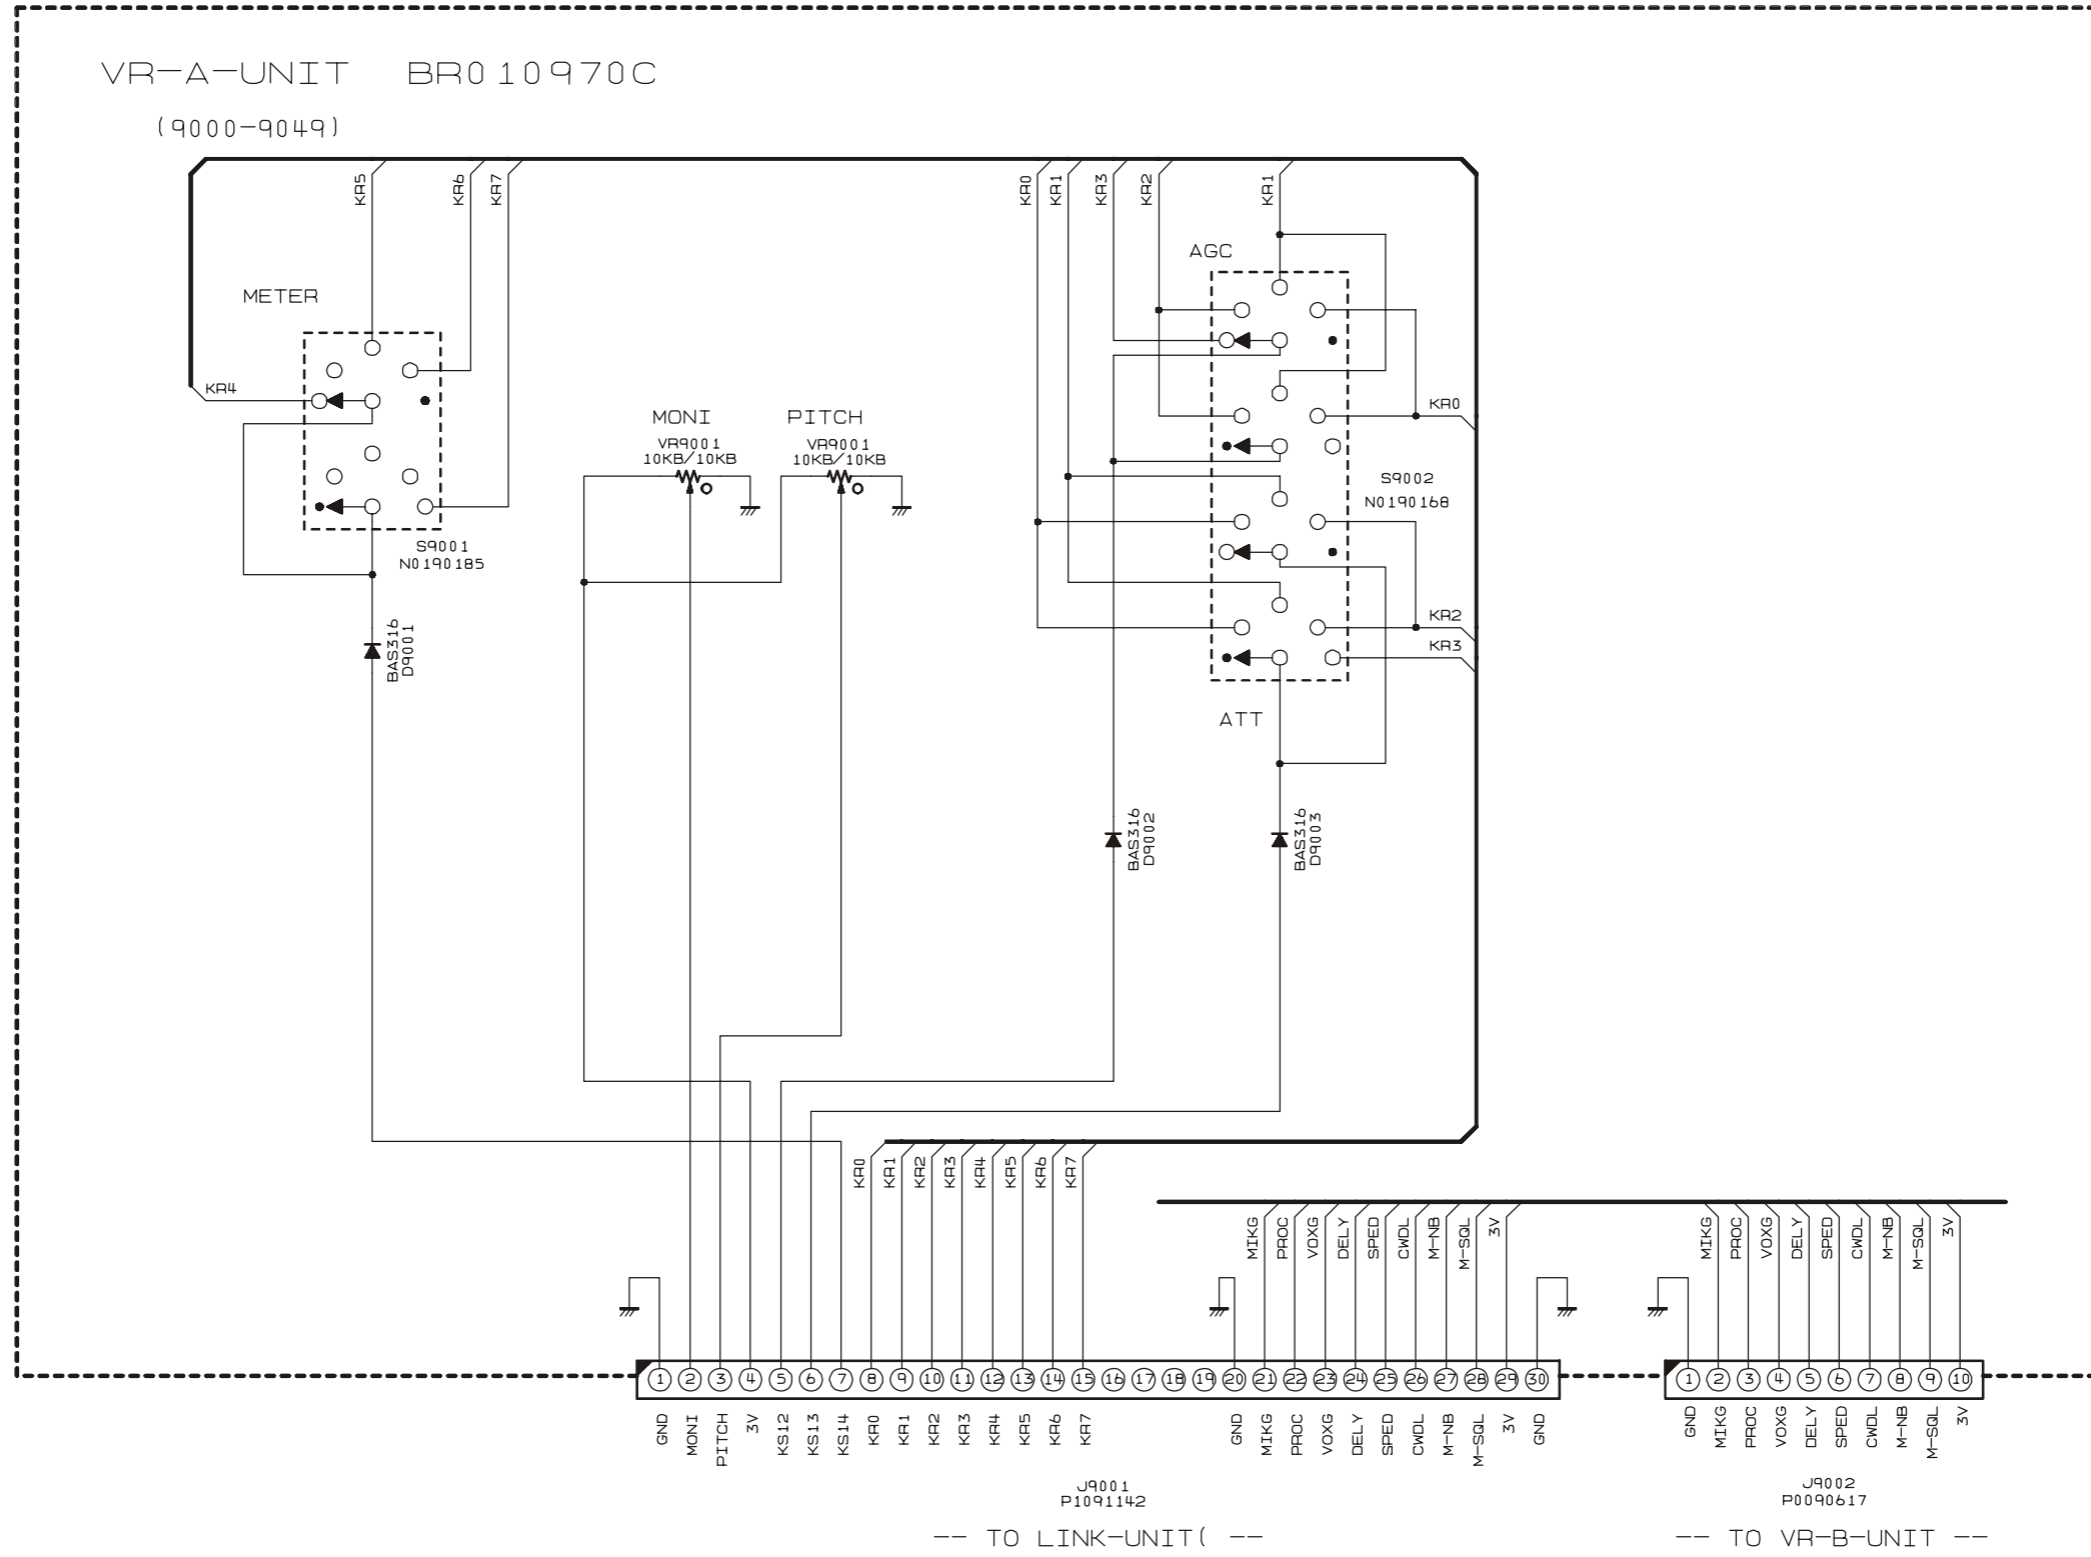 VR-A-UNIT BR010970C
(9000-9049)
KR5
KR6
KR7
KR0
KR1
KR3
KR2
KR1
AGC
METER
KR4
MONI
PITCH
VR9001
10KB/10KB
VR9001
10KB/10KB
KR0
S9002
N0190168
S9001
N0190185
KR2
KR3
BAS316
D9001
ATT
BAS316
D9002
BAS316
D9003
KR0
KR1
KR2
KR3
KR4
KR5
KR6
KR7
MIKG
PROC
VOXG
DELY
SPED
CWDL
M-NB
M-SQL
3V
MIKG
PROC
VOXG
DELY
SPED
CWDL
M-NB
M-SQL
3V
1 2 3 4 5 6 7 8 9 10 11 12 13 14 15 16 17 18 19 20 21 22 23 24 25 26 27 28 29 30
1 2 3 4 5 6 7 8 9 10
GND
MONI
PITCH
3V
KS12
KS13
KS14
KR0
KR1
KR2
KR3
KR4
KR5
KR6
KR7
GND
MIKG
PROC
VOXG
DELY
SPED
CWDL
M-NB
M-SQL
3V
GND
GND
MIKG
PROC
VOXG
DELY
SPED
CWDL
M-NB
M-SQL
3V
J9001
P1091142
J9002
P0090617
-- TO LINK-UNIT( --
-- TO VR-B-UNIT --